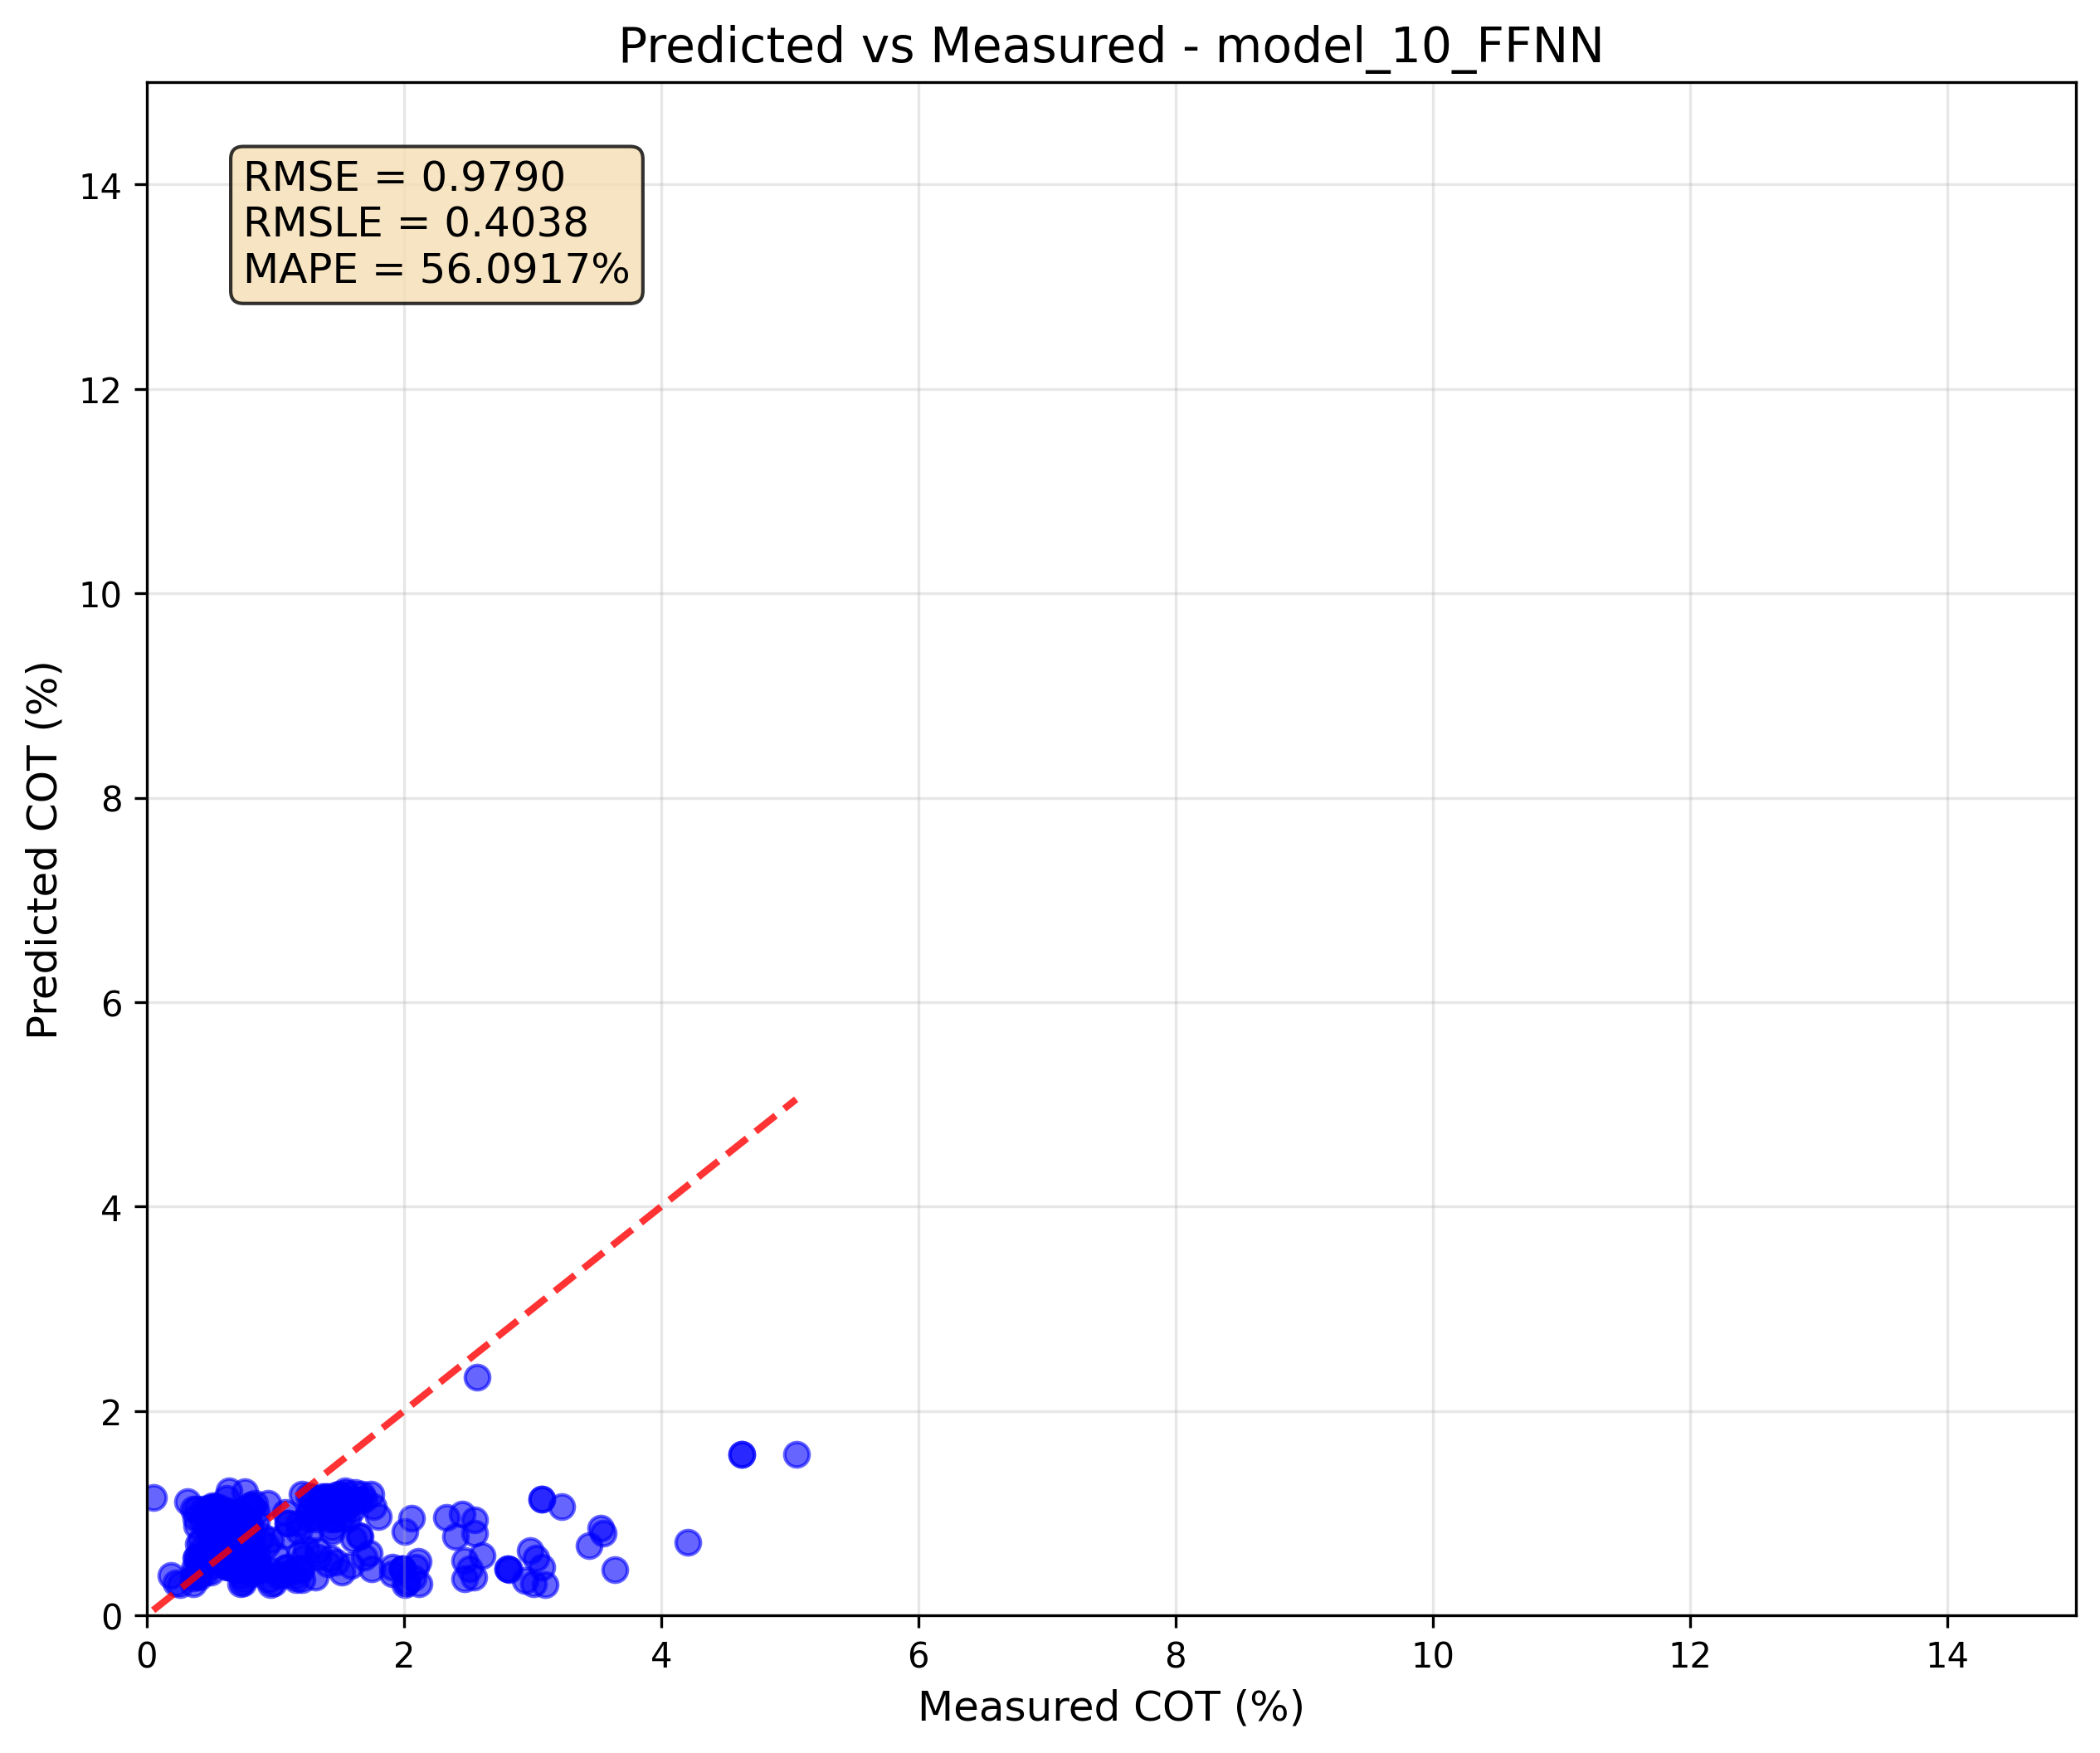 Predicted vs Measured - model_10_FFNN
RMSE = 0.9790
RMSLE = 0.4038
MAPE = 56.0917%
Predicted COT (%)
14
12
10
8
6
4
2
0
0 2 4 6 8 10 12 14
Measured COT (%)